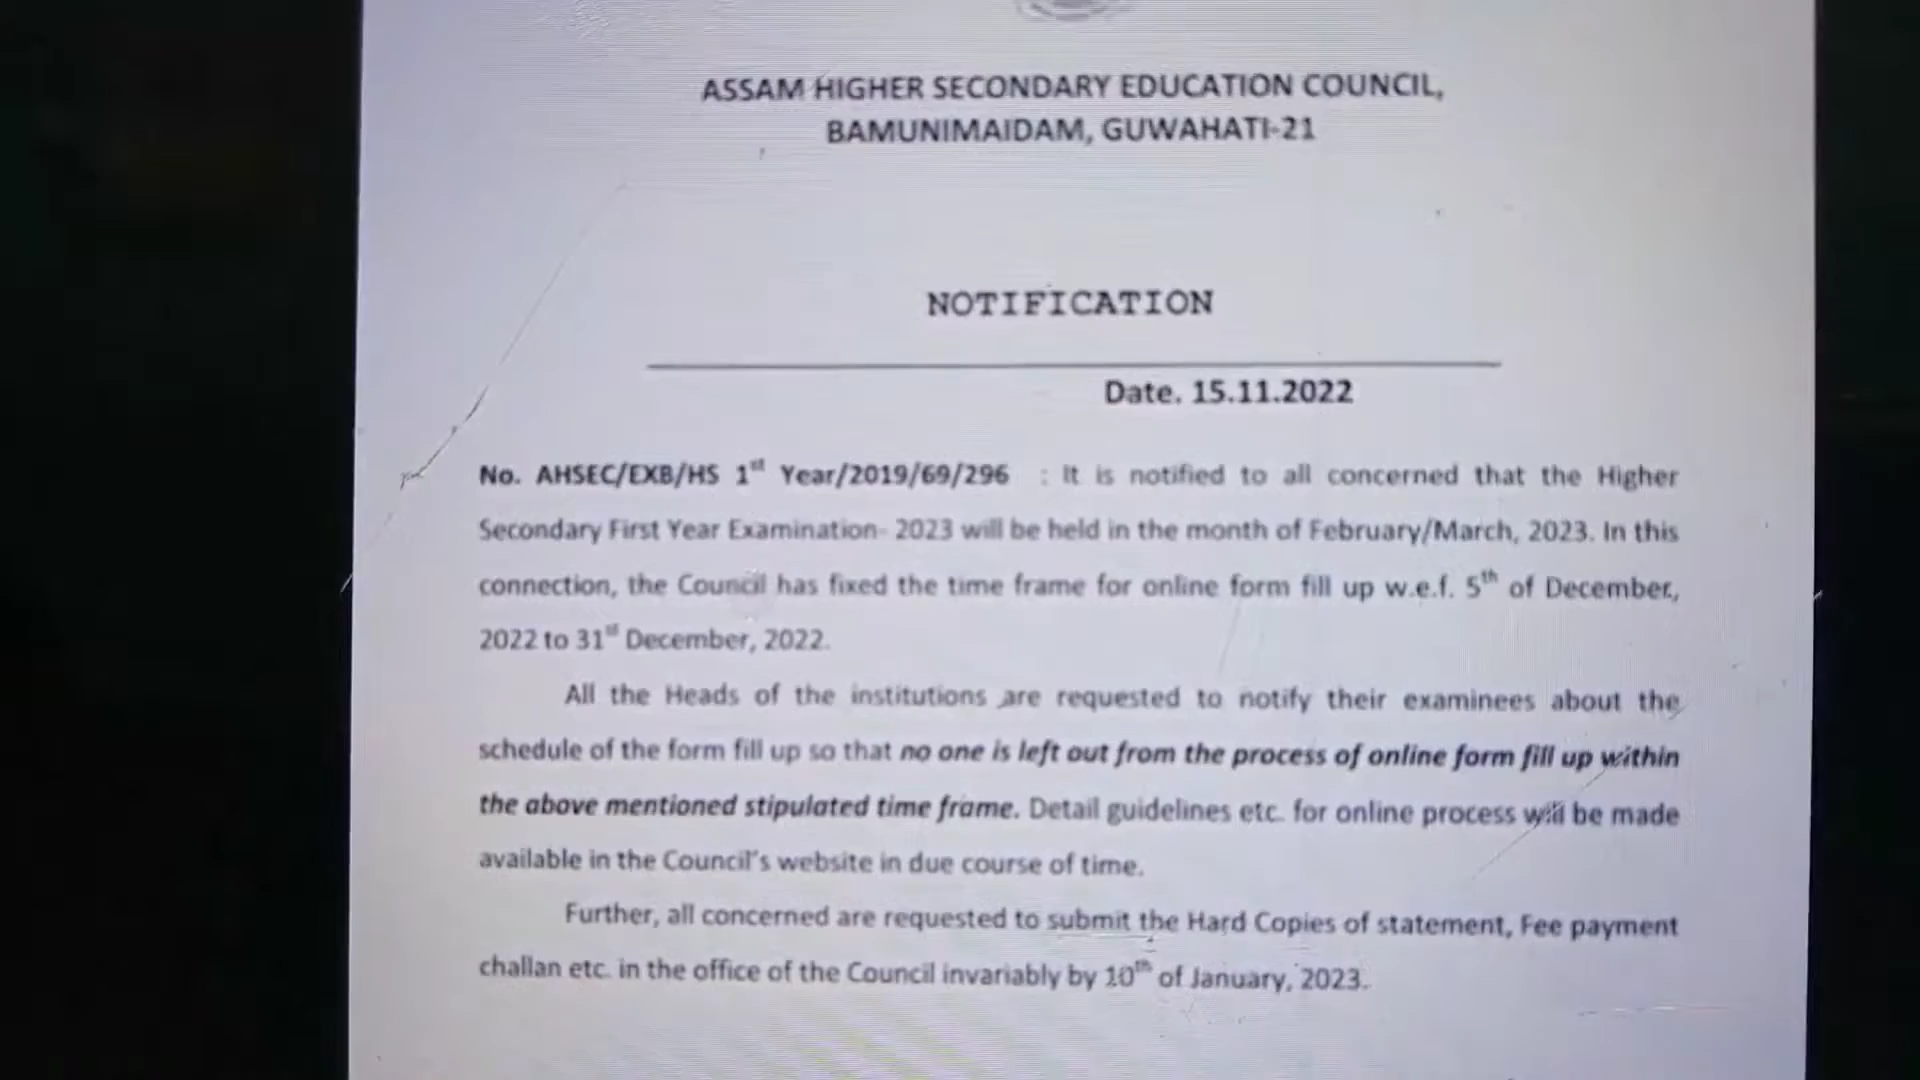 ASSAM HIGHER SECONDARY EDUCATION COUNCIL,
BAMUNIMAIDAM, GUWAHATI-21
NOTIFICATION
Date. 15.11.2022
No. AHSEC/EXB/HS 1st Year/2019/69/296 : It is notified to all concerned that the Higher
Secondary First Year Examination- 2023 will be held in the month of February/March, 2023. In this
connection, the Council has fixed the time frame for online form fill up w.e.f. 5th of December,
2022 to 31st December, 2022.
All the Heads of the institutions are requested to notify their examinees about the
schedule of the form fill up so that no one is left out from the process of online form fill up within
the above mentioned stipulated time frame. Detail guidelines etc. for online process will be made
available in the Council's website in due course of time.
Further, all concerned are requested to submit the Hard Copies of statement, Fee payment
challan etc. in the office of the Council invariably by 10th of January, 2023.